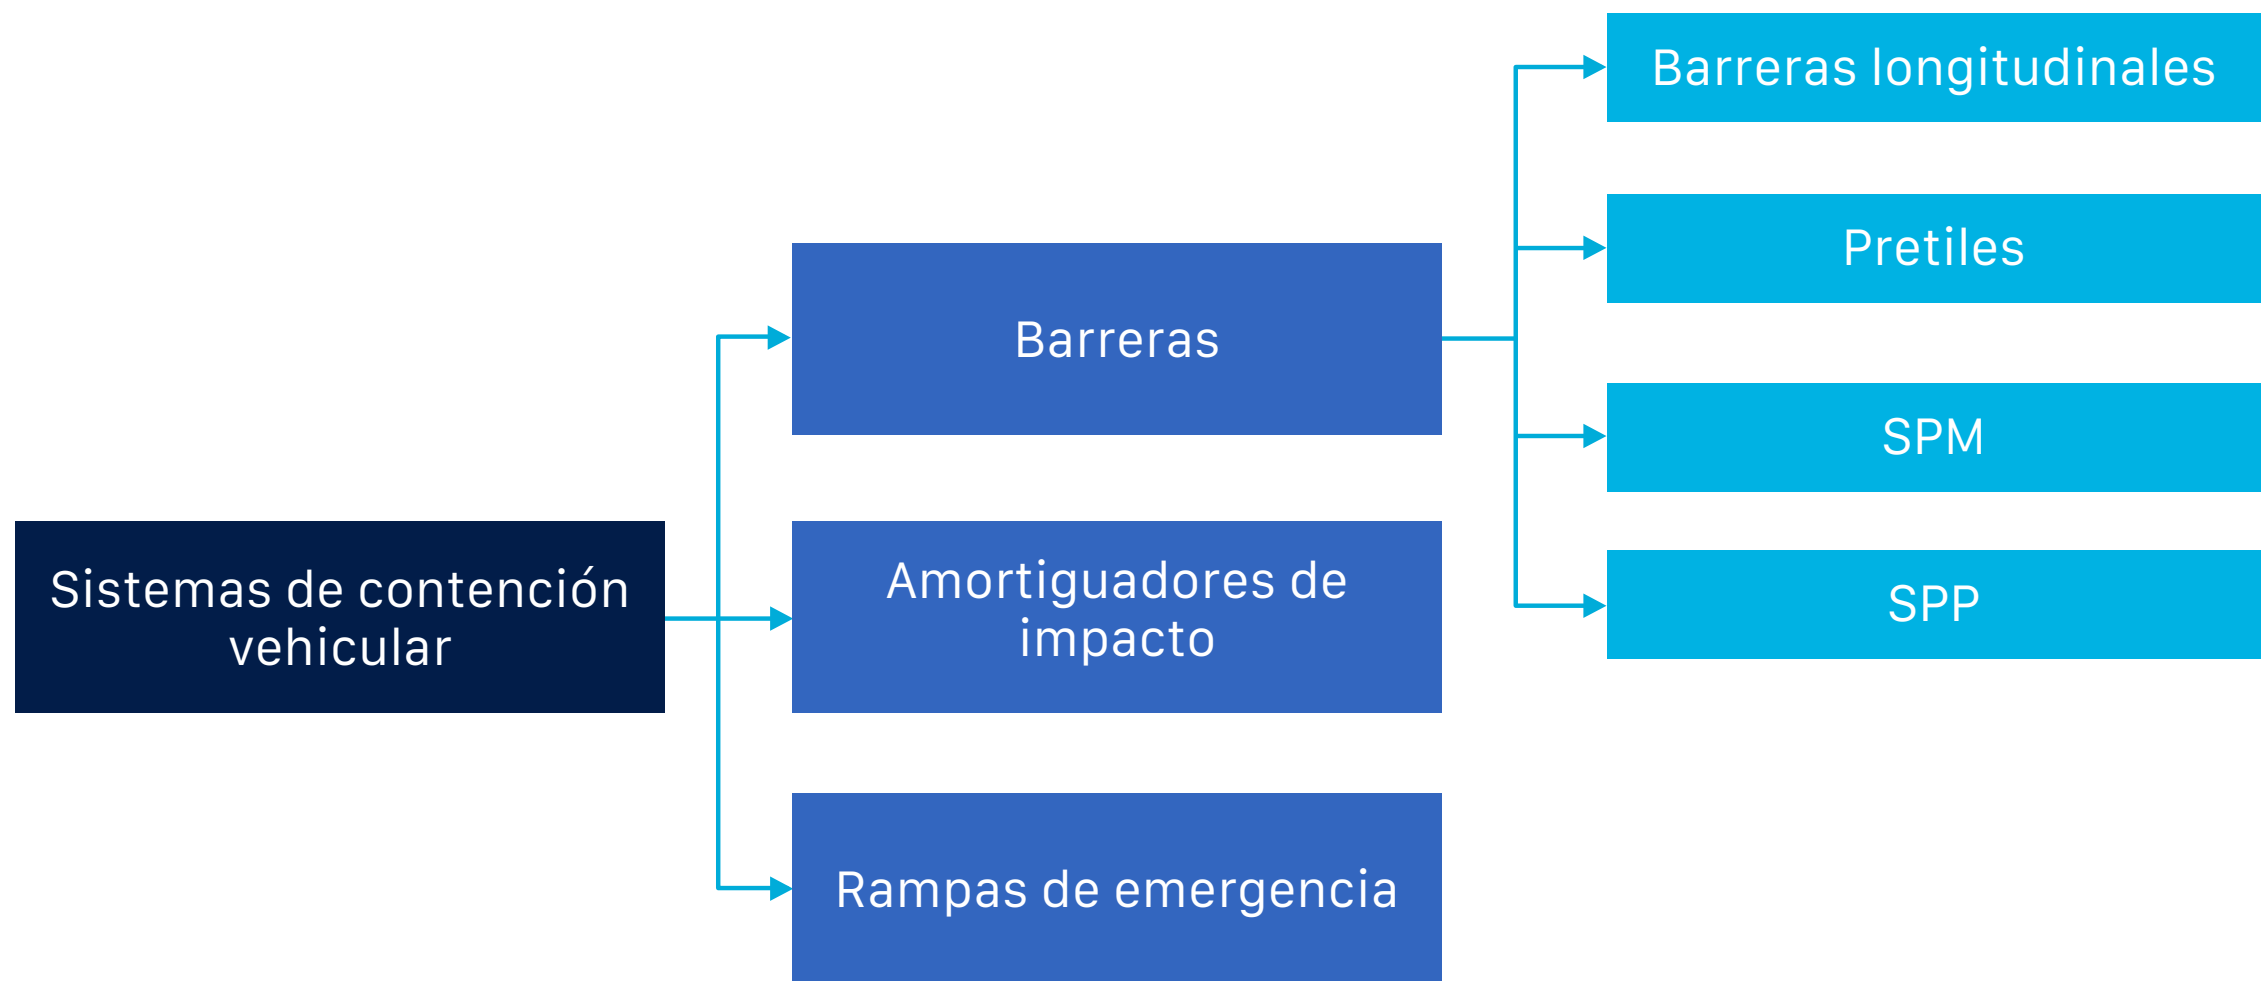 Sistemas de contención
vehicular
Barreras
Amortiguadores de
impacto
Rampas de emergencia
Barreras longitudinales
Pretiles
SPM
SPP